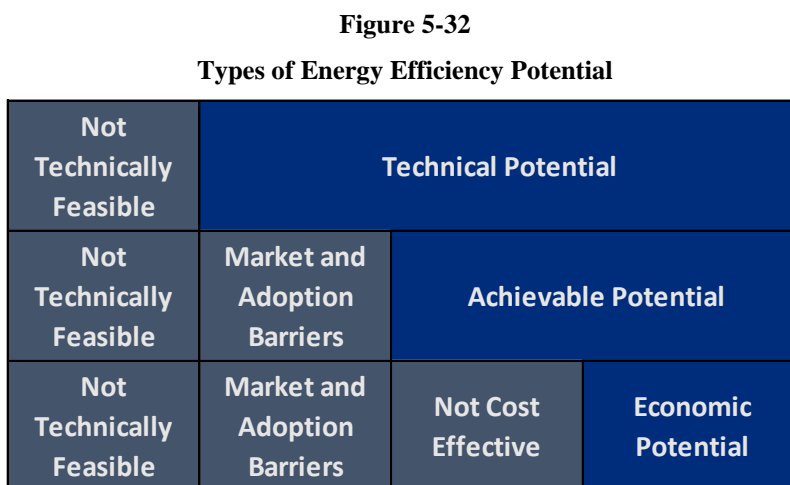 Figure 5-32
Types of Energy Efficiency Potential
Not
Technically
Feasible
Technical Potential
Not
Technically
Feasible
Market and
Adoption
Barriers
Achievable Potential
Not
Technically
Feasible
Market and
Adoption
Barriers
Not Cost
Effective
Economic
Potential